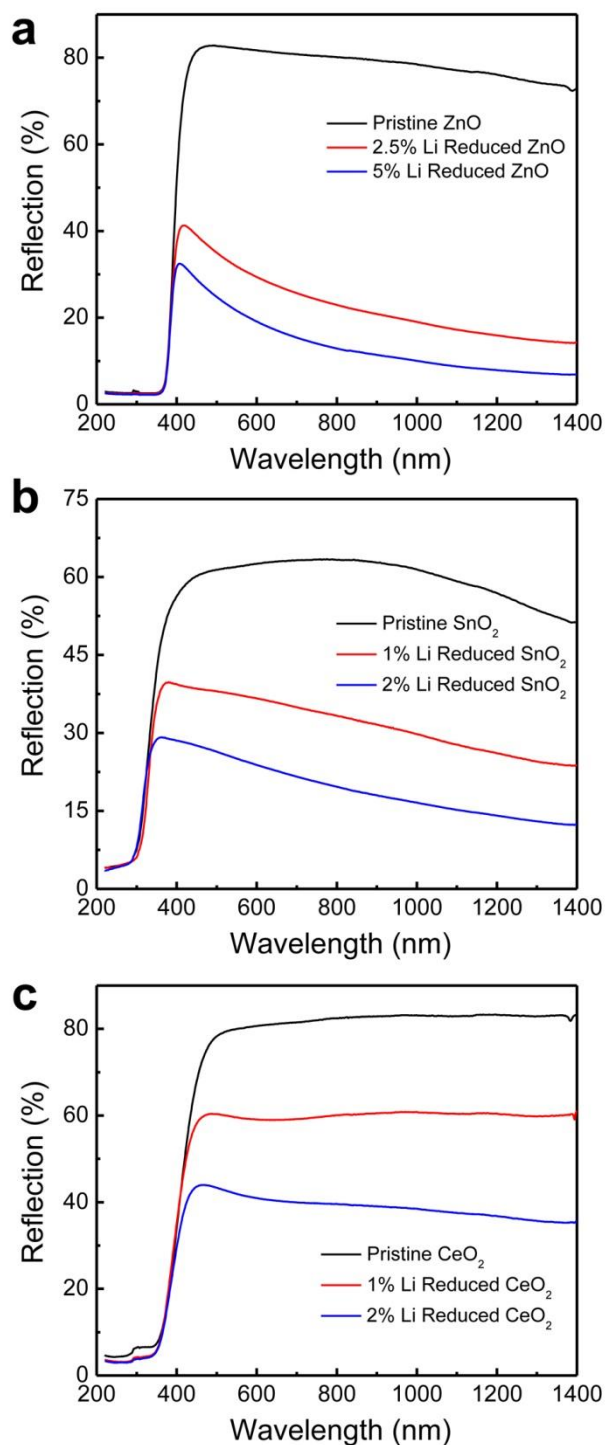 a
80
60
40
20
0
Reflection (%)
Pristine ZnO
2.5% Li Reduced ZnO
5% Li Reduced ZnO
200 400 600 800 1000 1200 1400
Wavelength (nm)
b
75
60
45
30
15
0
Reflection (%)
Pristine SnO₂
1% Li Reduced SnO₂
2% Li Reduced SnO₂
200 400 600 800 1000 1200 1400
Wavelength (nm)
c
80
60
40
20
0
Reflection (%)
Pristine CeO₂
1% Li Reduced CeO₂
2% Li Reduced CeO₂
200 400 600 800 1000 1200 1400
Wavelength (nm)